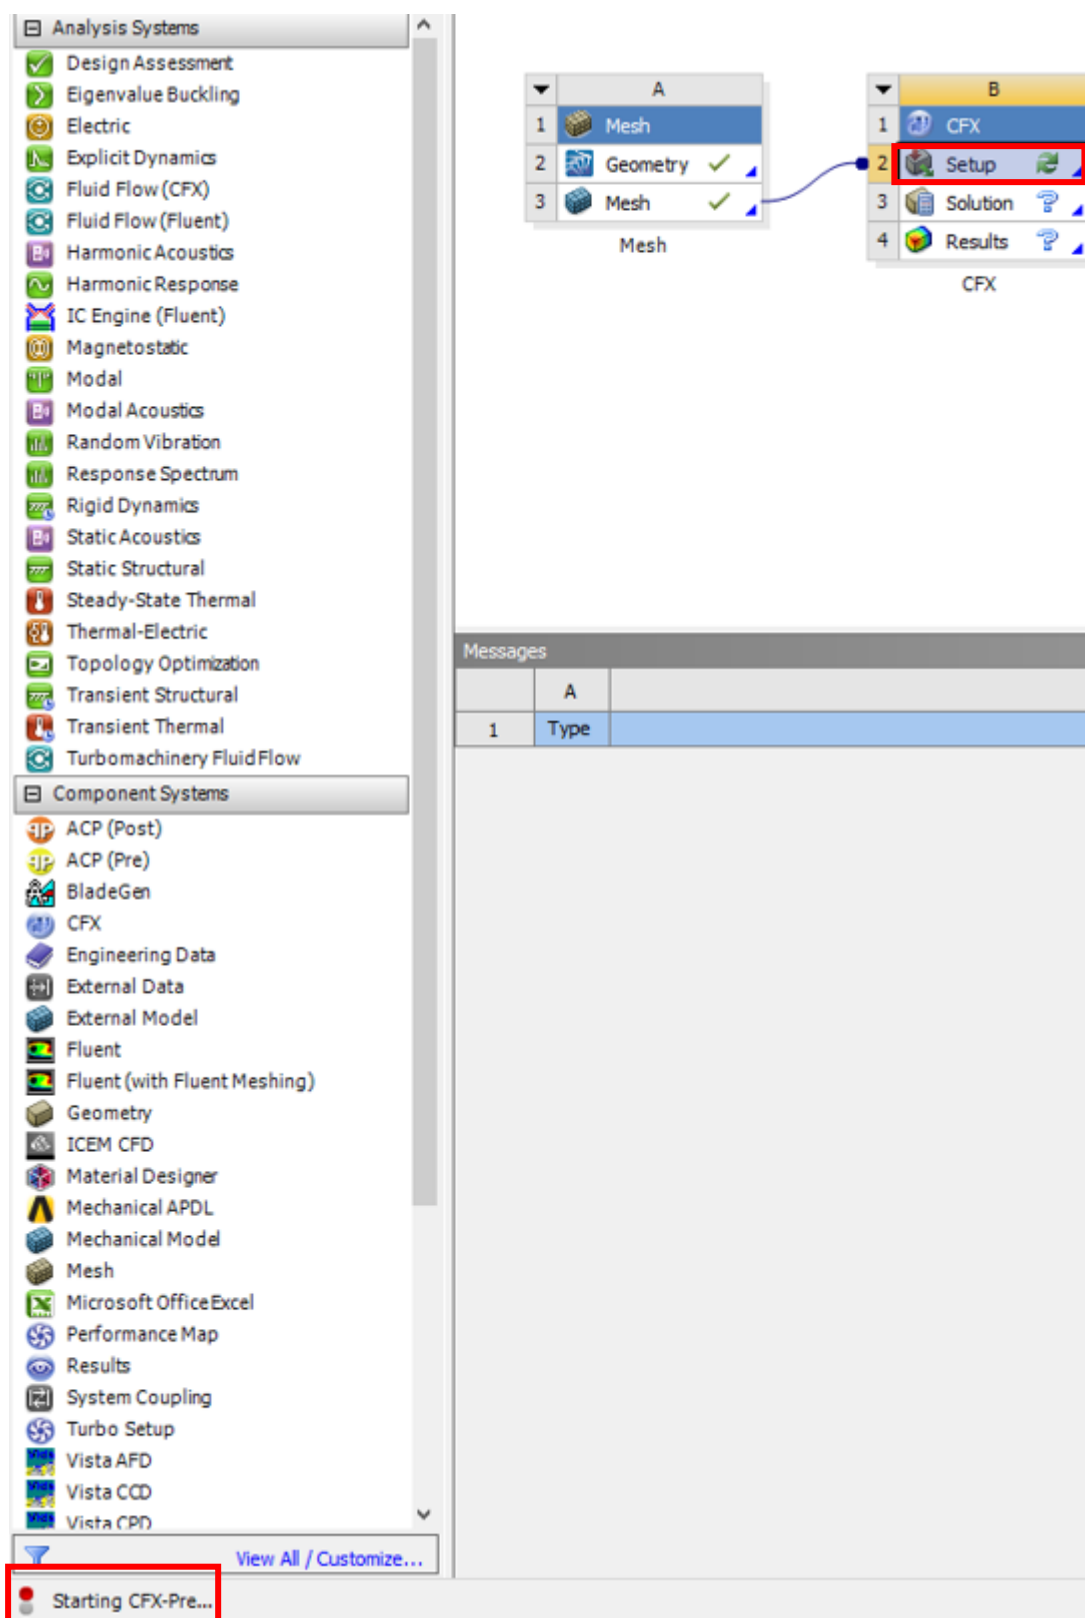 Analysis Systems
Design Assessment
Eigenvalue Buckling
Electric
Explicit Dynamics
Fluid Flow (CFX)
Fluid Flow (Fluent)
Harmonic Acoustics
Harmonic Response
IC Engine (Fluent)
Magnetostatic
Modal
Modal Acoustics
Random Vibration
Response Spectrum
Rigid Dynamics
Static Acoustics
Static Structural
Steady-State Thermal
Thermal-Electric
Topology Optimization
Transient Structural
Transient Thermal
Turbomachinery Fluid Flow
Component Systems
ACP (Post)
ACP (Pre)
BladeGen
CFX
Engineering Data
External Data
External Model
Fluent
Fluent (with Fluent Meshing)
Geometry
ICEM CFD
Material Designer
Mechanical APDL
Mechanical Model
Mesh
Microsoft Office Excel
Performance Map
Results
System Coupling
Turbo Setup
Vista AFD
Vista CCD
Vista CPD
View All / Customize...
Starting CFX-Pre...
A
1 Mesh
2 Geometry
3 Mesh
Mesh
B
1 CFX
2 Setup
3 Solution
4 Results
CFX
Messages
A
1 Type